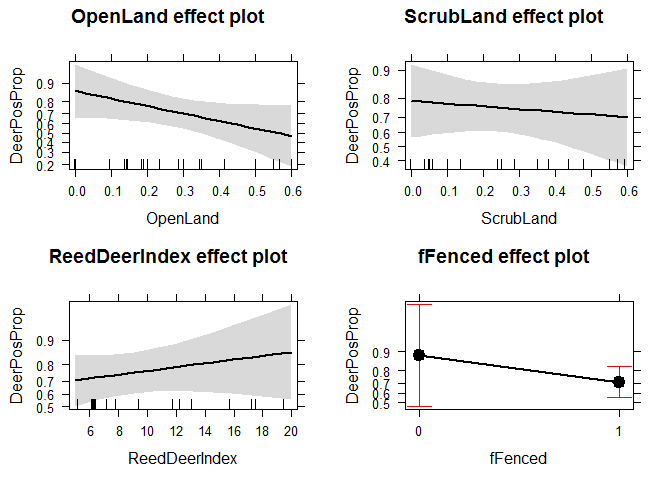 OpenLand effect plot
DeerPosProp
0.9
0.8
0.7
0.6
0.5
0.4
0.3
0.2
0.0 0.1 0.2 0.3 0.4 0.5 0.6
OpenLand
ScrubLand effect plot
DeerPosProp
0.9
0.8
0.7
0.6
0.5
0.4
0.0 0.1 0.2 0.3 0.4 0.5 0.6
ScrubLand
ReedDeerIndex effect plot
DeerPosProp
0.9
0.8
0.7
0.6
0.5
6 8 10 12 14 16 18 20
ReedDeerIndex
fFenced effect plot
DeerPosProp
0.9
0.8
0.7
0.6
0.5
0 1
fFenced